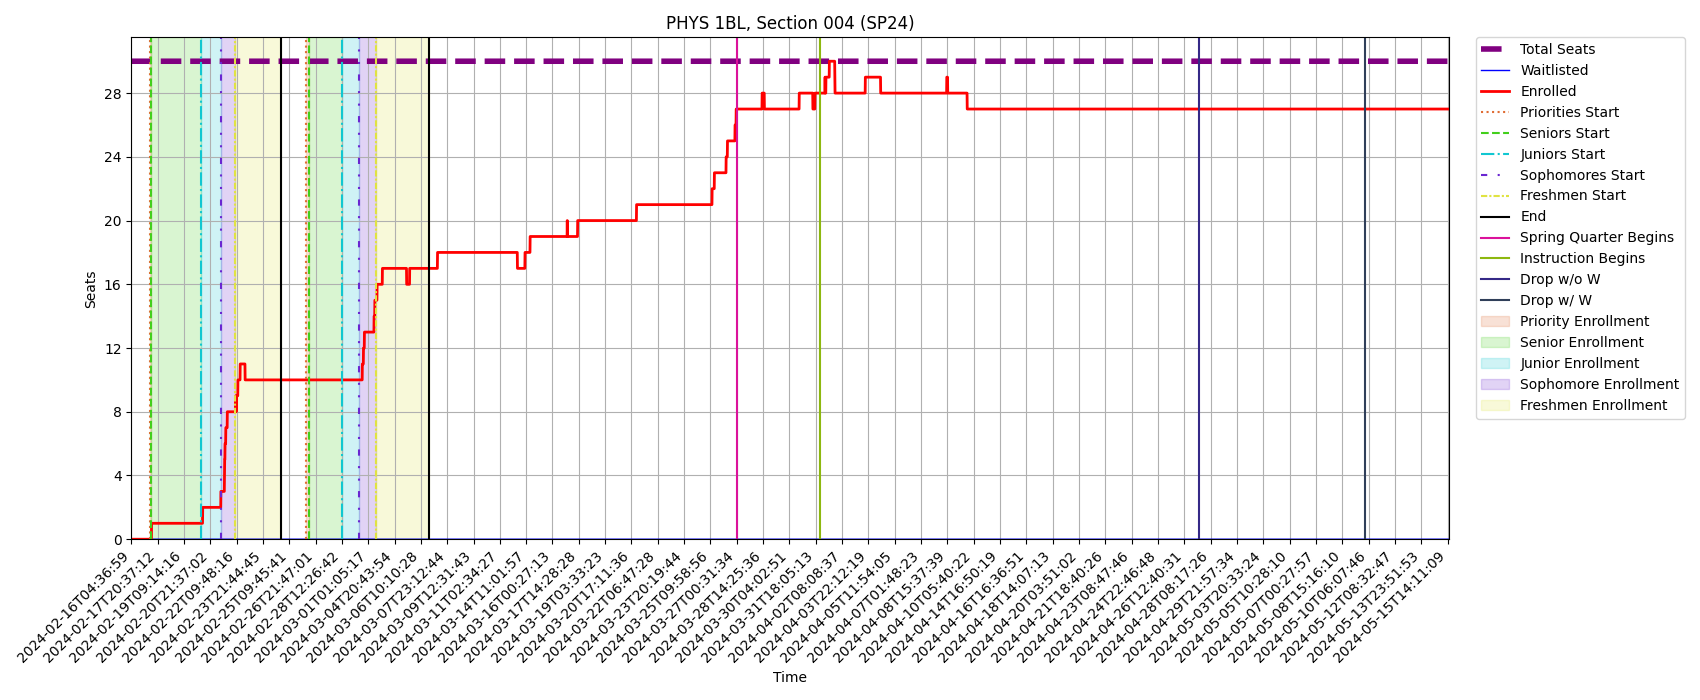 PHYS 1BL, Section 004 (SP24)
Seats
28
24
20
16
12
8
4
0
2024-02-16T04:36:59
2024-02-17T20:37:12
2024-02-19T09:14:16
2024-02-20T21:37:02
2024-02-22T09:48:16
2024-02-23T21:44:45
2024-02-25T09:45:41
2024-02-26T21:47:01
2024-02-28T12:26:42
2024-03-01T01:05:17
2024-03-04T20:43:54
2024-03-06T10:10:28
2024-03-07T23:12:44
2024-03-11T02:31:43
2024-03-11T02:34:27
2024-03-14T11:01:57
2024-03-16T00:27:13
2024-03-17T14:28:28
2024-03-19T03:33:23
2024-03-20T17:11:36
2024-03-22T06:47:28
2024-03-23T20:19:44
2024-03-25T09:58:56
2024-03-27T00:31:34
2024-03-28T14:25:36
2024-03-30T04:02:51
2024-03-31T18:05:13
2024-04-02T08:08:37
2024-04-03T22:12:19
2024-04-05T11:54:05
2024-04-07T01:48:23
2024-04-08T15:37:39
2024-04-10T05:40:22
2024-04-14T16:50:19
2024-04-16T16:36:51
2024-04-18T14:07:13
2024-04-20T03:51:02
2024-04-21T18:40:26
2024-04-23T08:47:46
2024-04-24T22:46:48
2024-04-26T12:40:31
2024-04-28T08:17:26
2024-04-29T21:57:34
2024-05-03T20:33:24
2024-05-05T10:28:10
2024-05-07T00:27:57
2024-05-08T15:16:10
2024-05-10T06:07:46
2024-05-12T08:32:47
2024-05-13T23:51:53
2024-05-15T14:11:09
Time
Total Seats
Waitlisted
Enrolled
Priorities Start
Seniors Start
Juniors Start
Sophomores Start
Freshmen Start
End
Spring Quarter Begins
Instruction Begins
Drop w/o W
Drop w/ W
Priority Enrollment
Senior Enrollment
Junior Enrollment
Sophomore Enrollment
Freshmen Enrollment